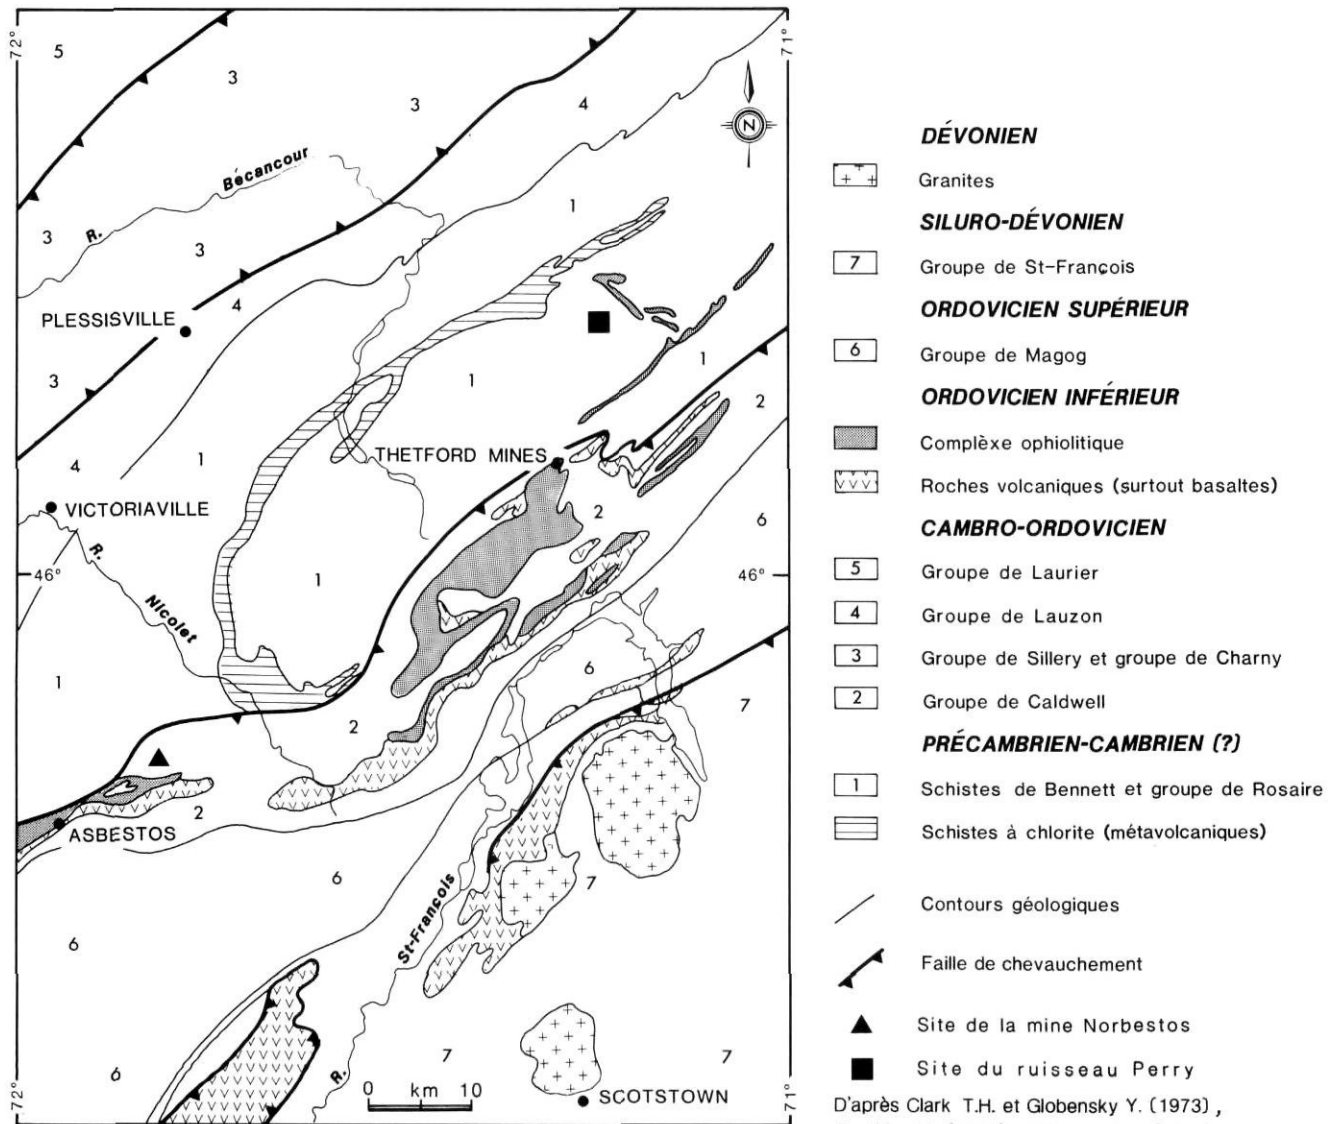 72°
71°
5
3
3
4
N
Bécancour
R.
1
3
3
4
PLESSISVILLE
3
1
1
2
THETFORD MINES
4
1
VICTORIAVILLE
2
6
R.
Nicolet
46°
46°
1
1
6
7
2
2
ASBESTOS
6
7
St-François
6
R.
6
7
7
0 km 10
SCOTSTOWN
72°
71°
DÉVONIEN
Granites
SILURO-DÉVONIEN
7 Groupe de St-François
ORDOVICIEN SUPÉRIEUR
6 Groupe de Magog
ORDOVICIEN INFÉRIEUR
Complèxe ophiolitique
Roches volcaniques (surtout basaltes)
CAMBRO-ORDOVICIEN
5 Groupe de Laurier
4 Groupe de Lauzon
3 Groupe de Sillery et groupe de Charny
2 Groupe de Caldwell
PRÉCAMBRIEN-CAMBRIEN (?)
1 Schistes de Bennett et groupe de Rosaire
Schistes à chlorite (métavolcaniques)
Contours géologiques
Faille de chevauchement
Site de la mine Norbestos
Site du ruisseau Perry
D'après Clark T.H. et Globensky Y. (1973),